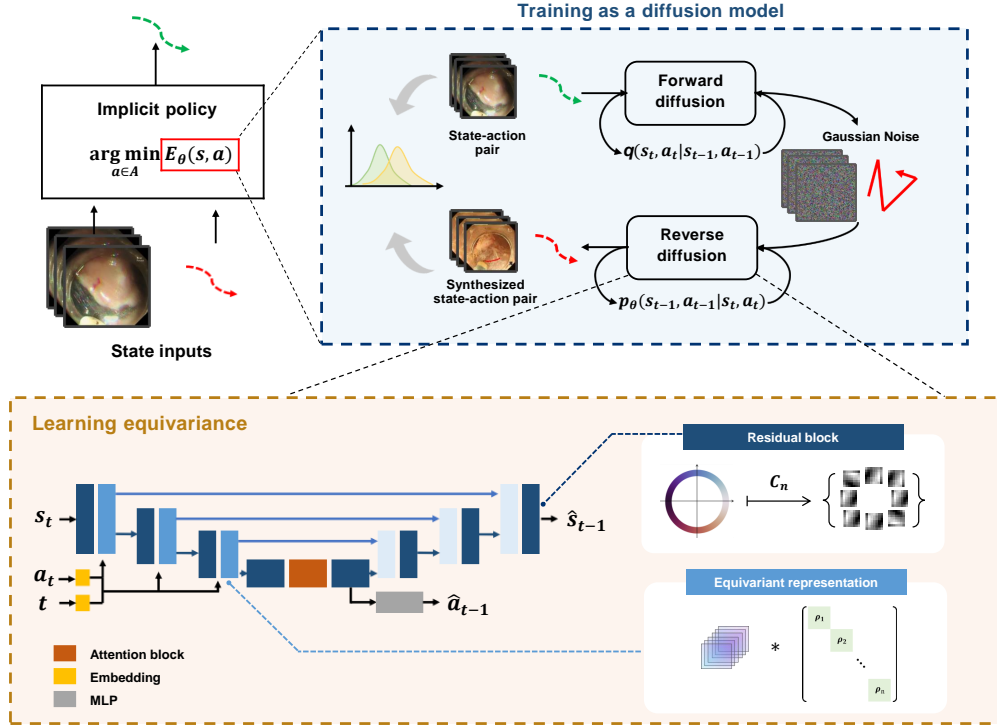 Training as a diffusion model
Implicit policy
arg min E_θ(s, a)
a∈A
State inputs
State-action
pair
Forward
diffusion
q(s_t, a_t|s_{t-1}, a_{t-1})
Gaussian Noise
Synthesized
state-action pair
Reverse
diffusion
p_θ(s_{t-1}, a_{t-1}|s_t, a_t)
Learning equivariance
s_t
a_t
t
ŝ_{t-1}
â_{t-1}
Attention block
Embedding
MLP
Residual block
C_n
Equivariant representation
*
ρ_1
ρ_2
⋱
ρ_n